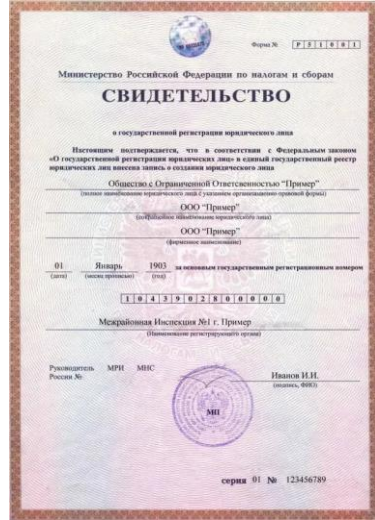 Форма № Р 5 1 0 0 1
Министерство Российской Федерации по налогам и сборам
СВИДЕТЕЛЬСТВО
о государственной регистрации юридического лица
Настоящим подтверждается, что в соответствии с Федеральным законом
«О государственной регистрации юридических лиц» в единый государственный реестр
юридических лиц внесена запись о создании юридического лица
Общество с Ограниченной Ответсвенностью “Пример”
(полное наименование юридического лица с указанием организационно-правовой формы)
ООО “Пример”
(сокращённое наименование юридического лица)
ООО “Пример”
(фирменное наименование)
01 Январь 1903 за основным государственным регистрационным номером
(дата) (месяц прописью) (год)
1 0 4 3 9 0 2 8 0 0 0 0 0
Межрайонная Инспекция №1 г. Пример
(Наименование регистрирующего органа)
Руководитель МРИ МНС
России № Иванов И.И.
(подпись, ФИО)
МП
серия 01 № 123456789